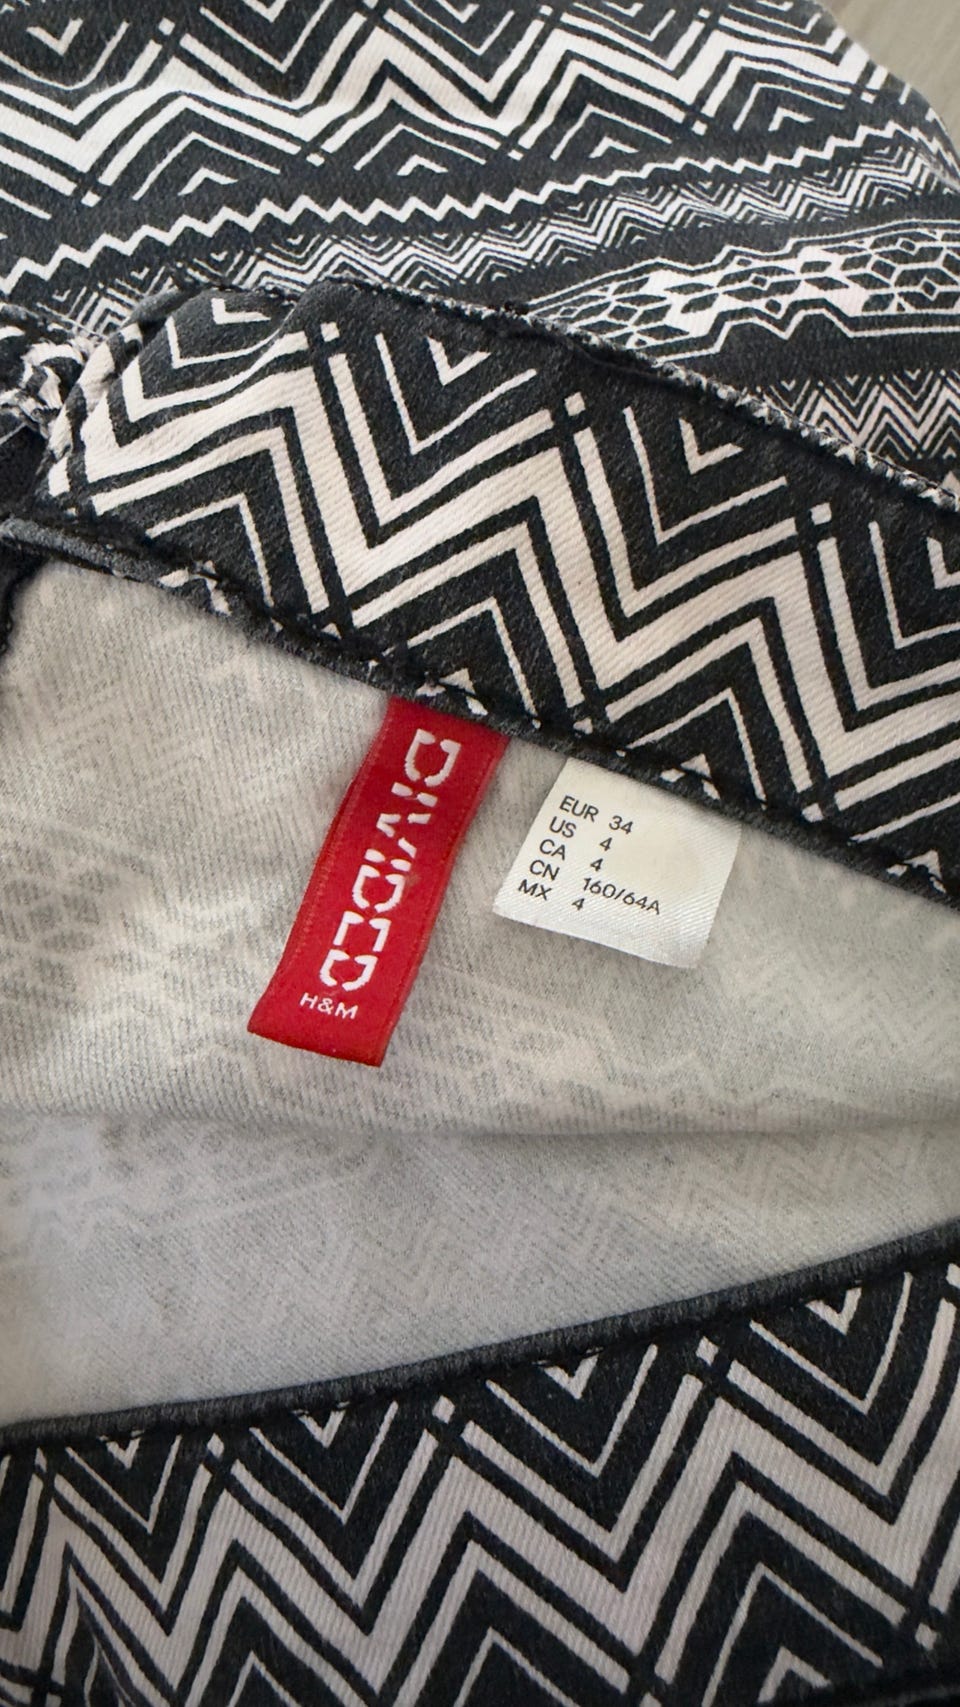 DIVIDED
H&M
EUR 34
US 4
CA 4
CN 160/64A
MX 4